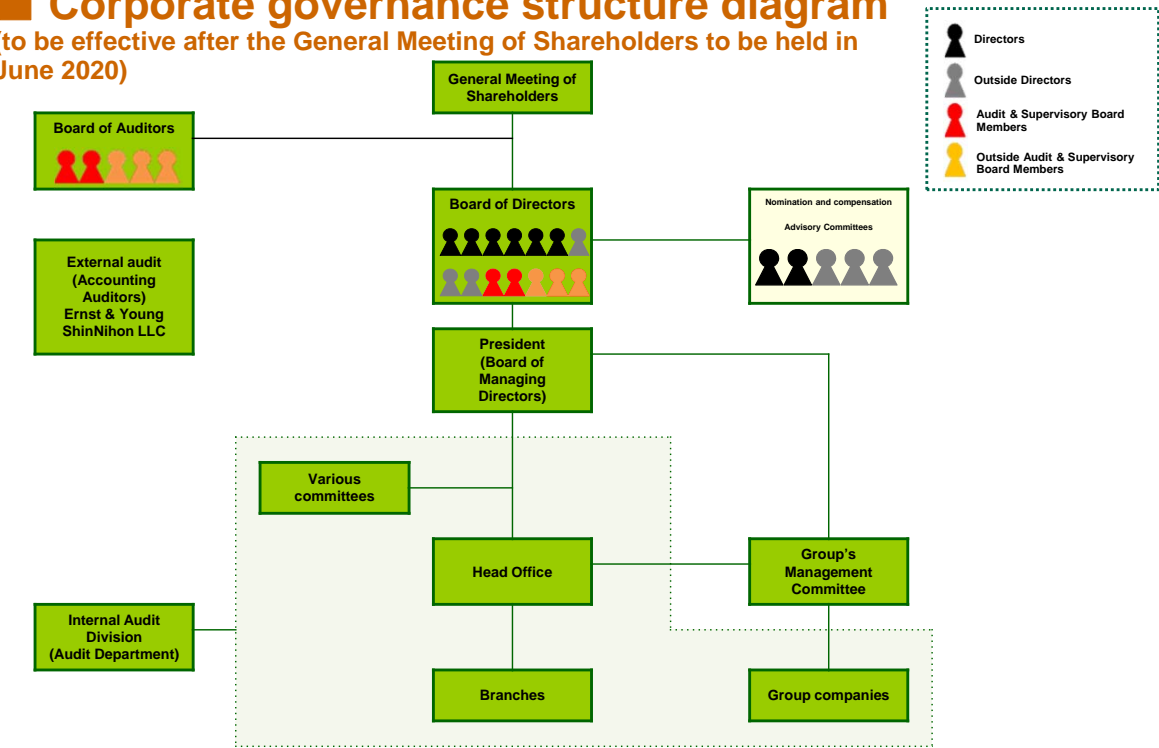 ■ Corporate governance structure diagram
(to be effective after the General Meeting of Shareholders to be held in
June 2020)
Directors
Outside Directors
Audit & Supervisory Board
Members
Outside Audit & Supervisory
Board Members
General Meeting of
Shareholders
Board of Auditors
Board of Directors
Nomination and compensation
Advisory Committees
External audit
(Accounting
Auditors)
Ernst & Young
ShinNihon LLC
President
(Board of
Managing
Directors)
Various
committees
Head Office
Group's
Management
Committee
Internal Audit
Division
(Audit Department)
Branches
Group companies